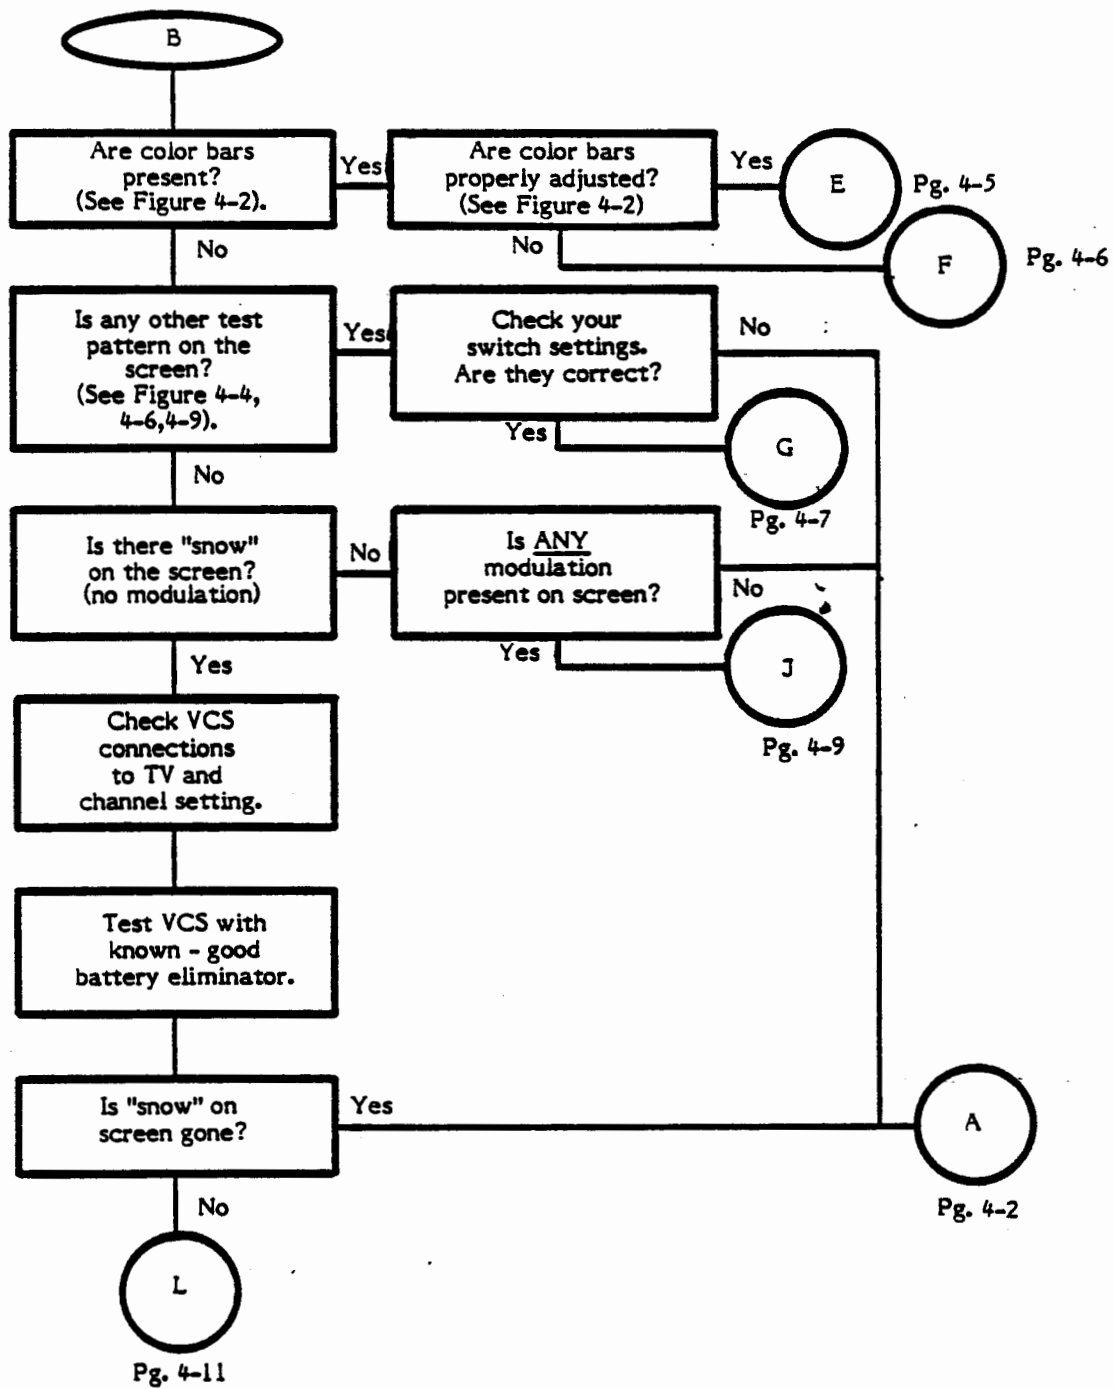 B
Are color bars
present?
(See Figure 4-2).
Yes
Are color bars
properly adjusted?
(See Figure 4-2)
Yes
E
Pg. 4-5
No
No
F
Pg. 4-6
Is any other test
pattern on the
screen?
(See Figure 4-4,
4-6,4-9).
Yes
Check your
switch settings.
Are they correct?
No
Yes
G
Pg. 4-7
No
Is there "snow"
on the screen?
(no modulation)
No
Is ANY
modulation
present on screen?
No
Yes
J
Pg. 4-9
Yes
Check VCS
connections
to TV and
channel setting.
Test VCS with
known - good
battery eliminator.
Is "snow" on
screen gone?
Yes
A
Pg. 4-2
No
L
Pg. 4-11